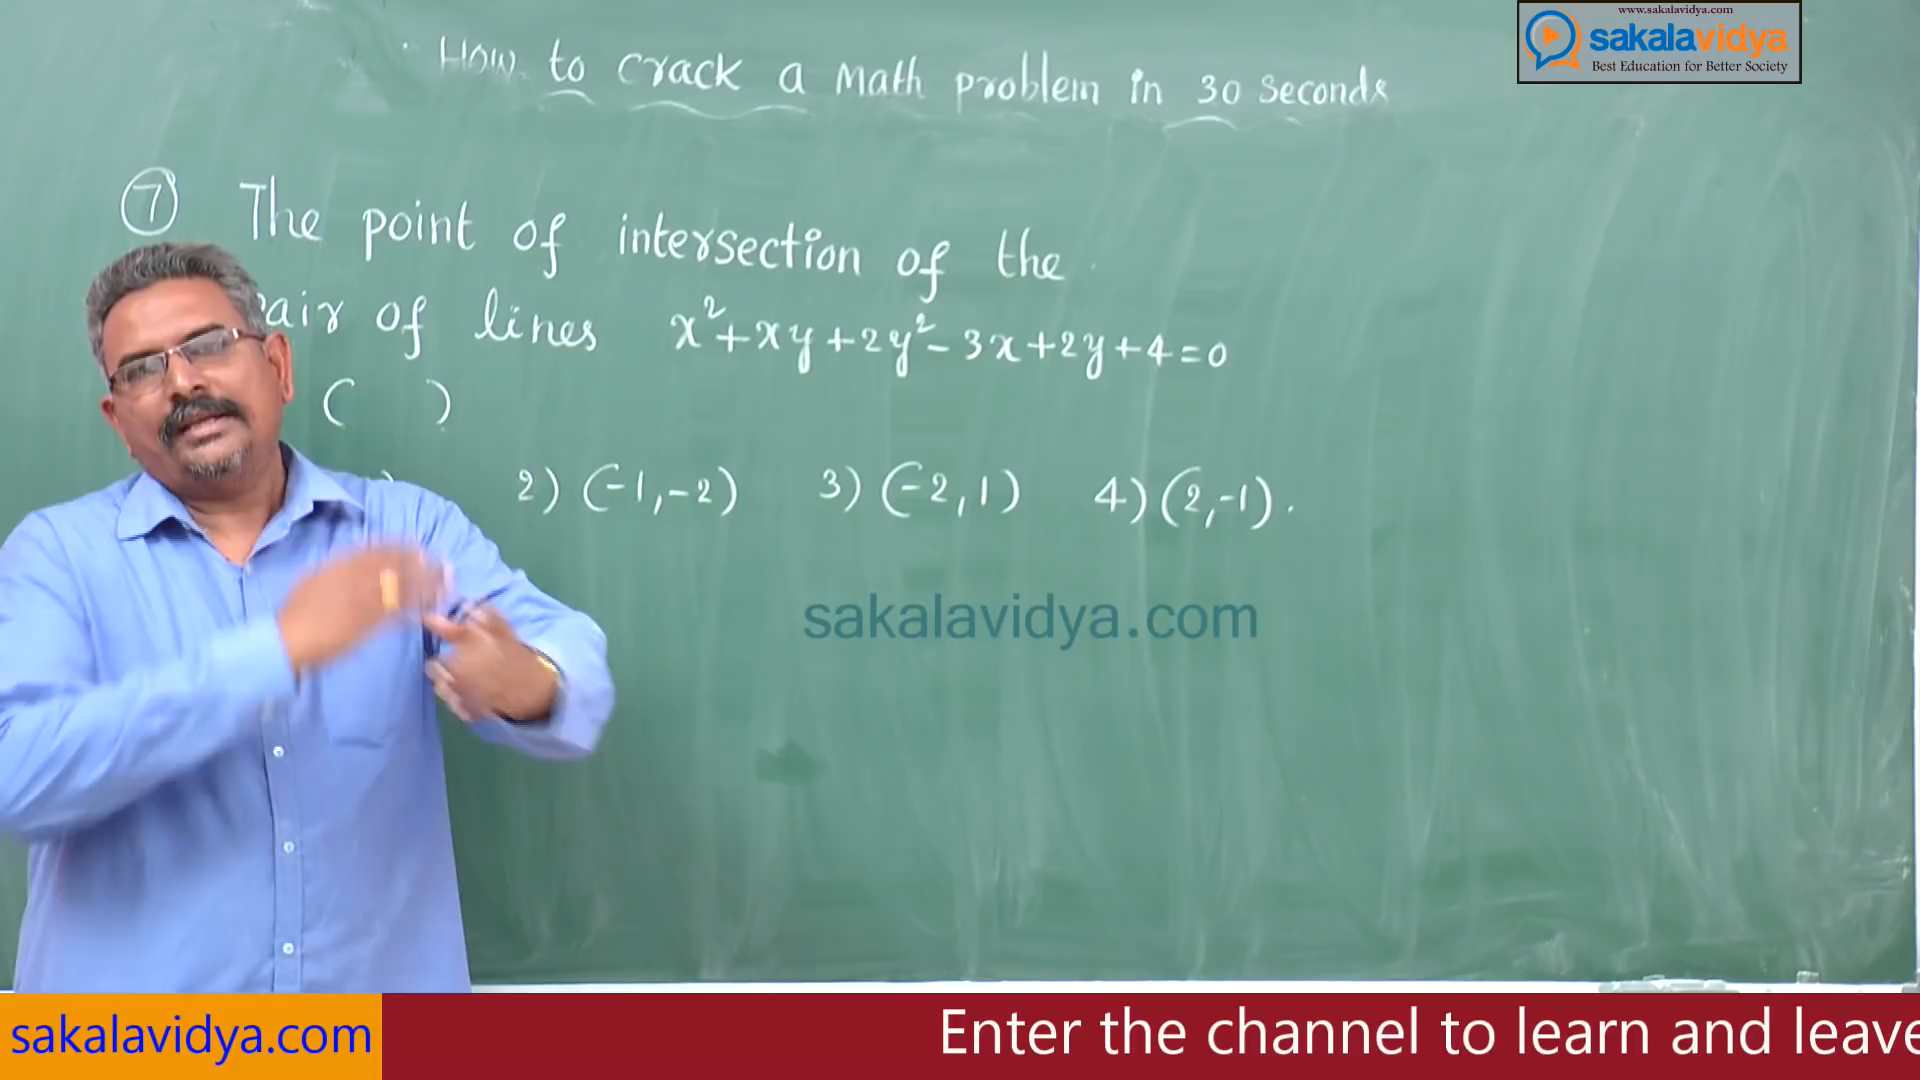 www.sakalavidya.com
sakalavidya
Best Education for Better Society
How to crack a Math problem in 30 seconds
7 The point of intersection of the
air of lines x²+xy+2y²-3x+2y+4=0
( )
) 2) (-1,-2) 3) (-2,1) 4) (2,-1).
sakalavidya.com
sakalavidya.com
Enter the channel to learn and leave